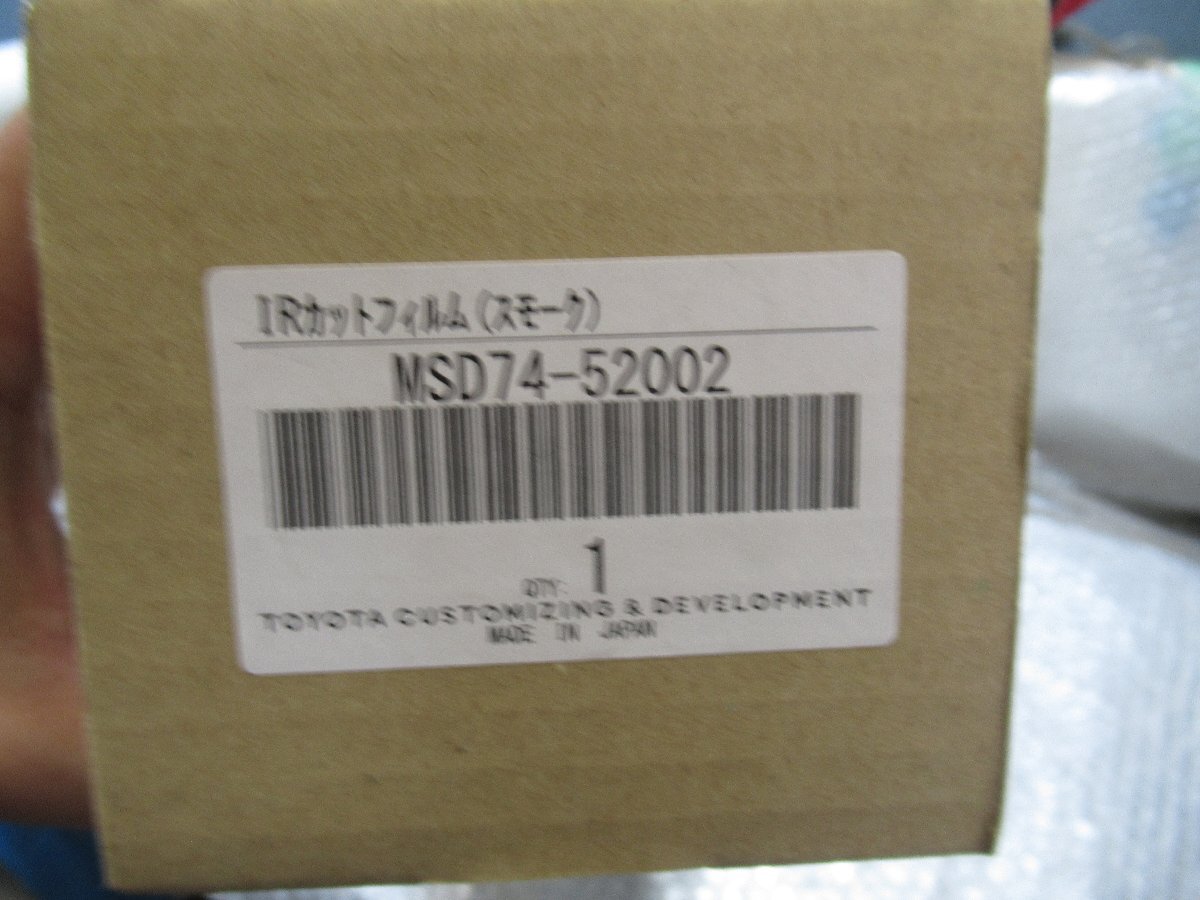 IRカットフィルム(スモーク)
MSD74-52002
QTY: 1
TOYOTA CUSTOMIZING & DEVELOPMENT
MADE IN JAPAN